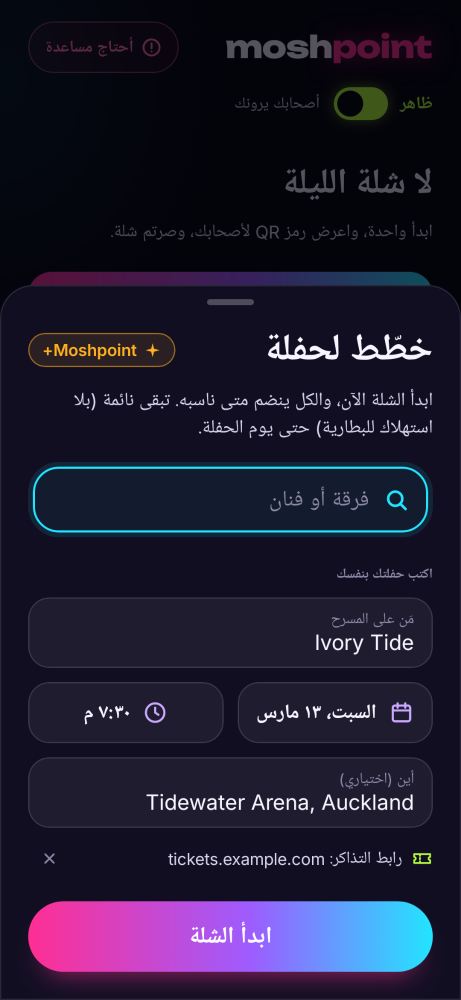 moshpoint
أحتاج مساعدة
ظاهر
أصحابك يرونك
لا شلة الليلة
ابدأ واحدة، واعرض رمز QR لأصحابك، وصرتم شلة.
خطّط لحفلة
Moshpoint+
ابدأ الشلة الآن، والكل ينضم متى ناسبه. تبقى نائمة (بلا
استهلاك للبطارية) حتى يوم الحفلة.
فرقة أو فنان
اكتب حفلتك بنفسك
مَن على المسرح
Ivory Tide
السبت، ١٣ مارس
٧:٣٠ م
أين (اختياري)
Tidewater Arena, Auckland
رابط التذاكر: tickets.example.com
ابدأ الشلة